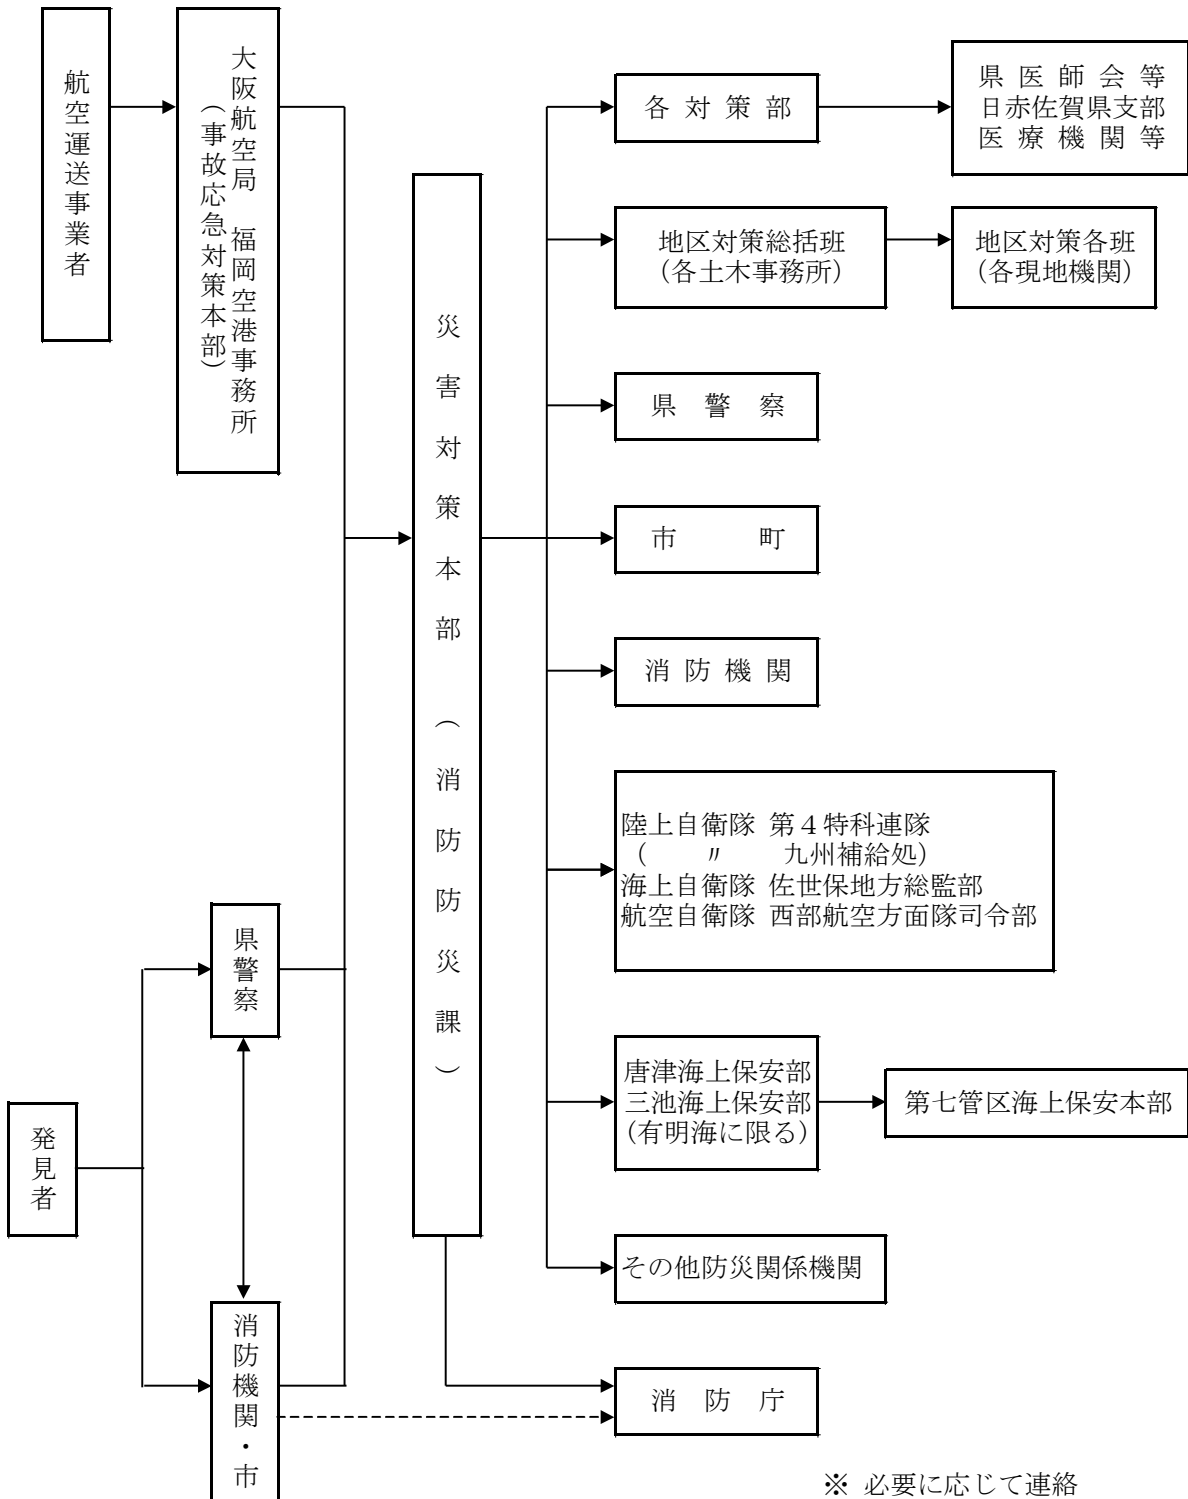 航空運送事業者
大阪航空局 福岡空港事務所
（事故応急対策本部）
災害対策本部（消防防災課）
各対策部
県医師会等
日赤佐賀県支部
医療機関等
地区対策総括班
（各土木事務所）
地区対策各班
（各現地機関）
県警察
市町
消防機関
陸上自衛隊 第４特科連隊
（ 〃 九州補給処）
海上自衛隊 佐世保地方総監部
航空自衛隊 西部航空方面隊司令部
県警察
唐津海上保安部
三池海上保安部
（有明海に限る）
第七管区海上保安本部
発見者
その他防災関係機関
消防機関・市
消防庁
※ 必要に応じて連絡